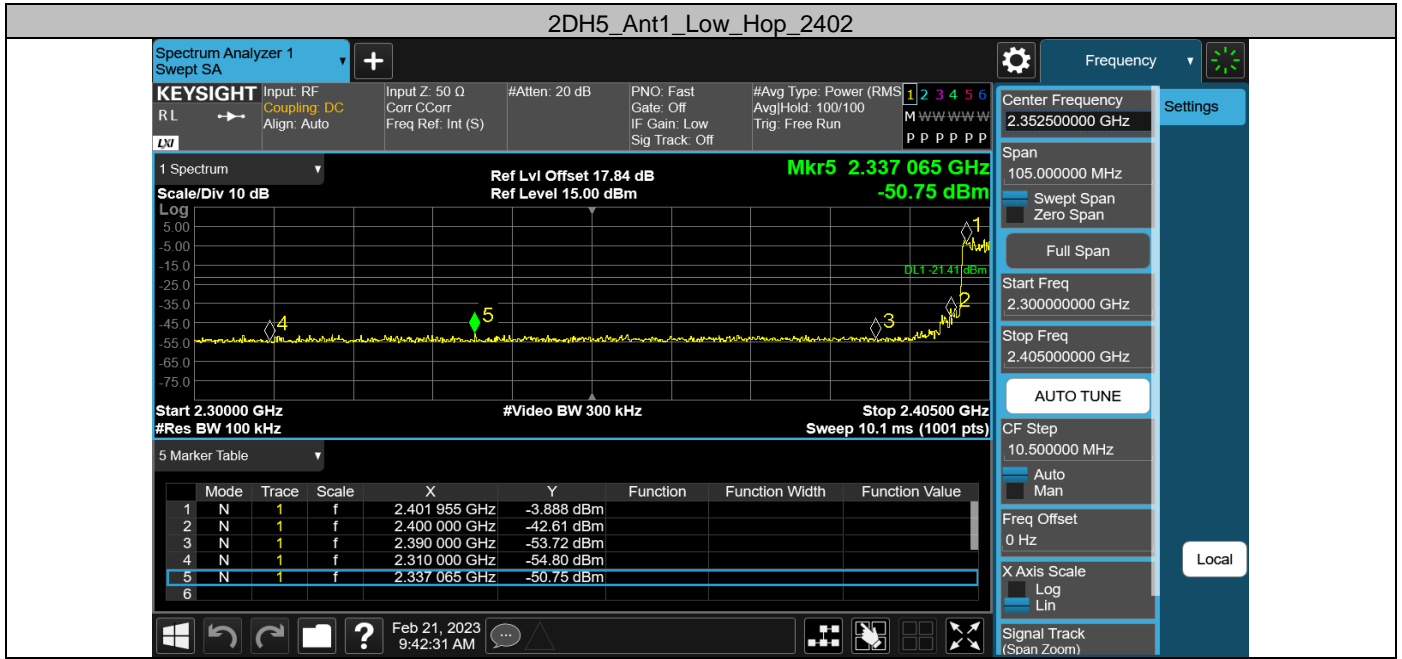 2DH5_Ant1_Low_Hop_2402
Spectrum Analyzer 1
Swept SA
+
Frequency
KEYSIGHT
RL
LXI
Input: RF
Coupling: DC
Align: Auto
Input Z: 50 Ω
Corr CCorr
Freq Ref: Int (S)
#Atten: 20 dB
PNO: Fast
Gate: Off
IF Gain: Low
Sig Track: Off
#Avg Type: Power (RMS
Avg|Hold: 100/100
Trig: Free Run
1 2 3 4 5 6
M W W W W W
P P P P P P
Center Frequency
2.352500000 GHz
Settings
Span
105.000000 MHz
Swept Span
Zero Span
Full Span
Start Freq
2.300000000 GHz
Stop Freq
2.405000000 GHz
AUTO TUNE
CF Step
10.500000 MHz
Auto
Man
Freq Offset
0 Hz
X Axis Scale
Log
Lin
Signal Track
(Span Zoom)
Local
1 Spectrum
Scale/Div 10 dB
Ref Lvl Offset 17.84 dB
Ref Level 15.00 dBm
Mkr5 2.337 065 GHz
-50.75 dBm
Log
5.00
-5.00
-15.0
-25.0
-35.0
-45.0
-55.0
-65.0
-75.0
1
DL1 -21.41 dBm
2
3
4
5
Start 2.30000 GHz
#Res BW 100 kHz
#Video BW 300 kHz
Stop 2.40500 GHz
Sweep 10.1 ms (1001 pts)
5 Marker Table
Mode Trace Scale X Y Function Function Width Function Value
1 N 1 f 2.401 955 GHz -3.888 dBm
2 N 1 f 2.400 000 GHz -42.61 dBm
3 N 1 f 2.390 000 GHz -53.72 dBm
4 N 1 f 2.310 000 GHz -54.80 dBm
5 N 1 f 2.337 065 GHz -50.75 dBm
6
?
Feb 21, 2023
9:42:31 AM